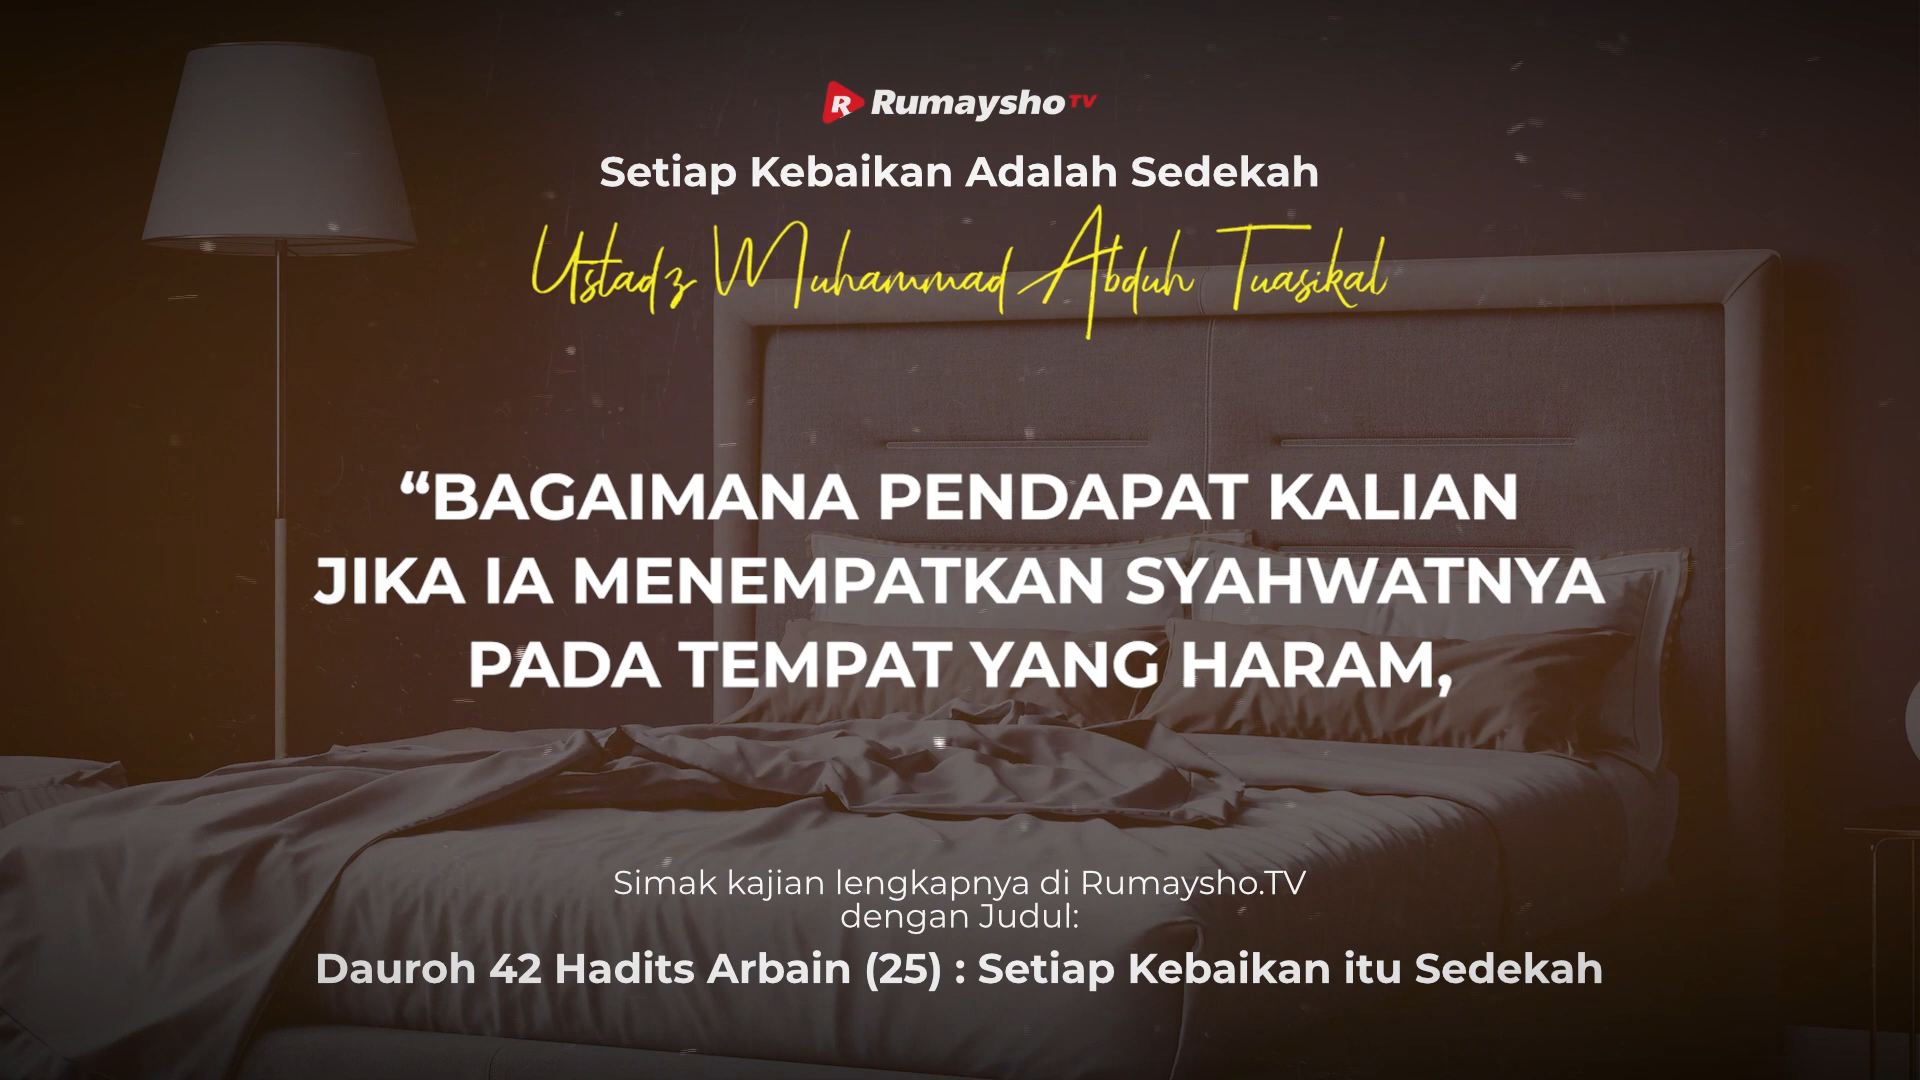 Rumaysho TV
Setiap Kebaikan Adalah Sedekah
Ustadz Muhammad Abduh Tuasikal
“BAGAIMANA PENDAPAT KALIAN
JIKA IA MENEMPATKAN SYAHWATNYA
PADA TEMPAT YANG HARAM,
Simak kajian lengkapnya di Rumaysho.TV
dengan Judul:
Dauroh 42 Hadits Arbain (25) : Setiap Kebaikan itu Sedekah